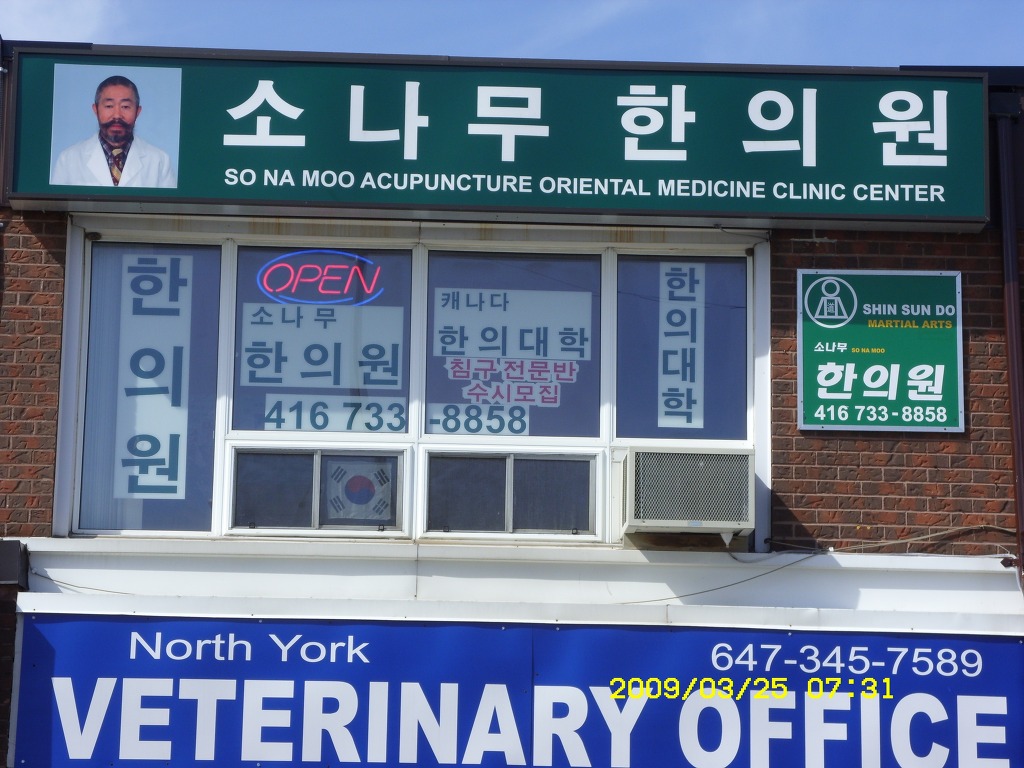 소나무 한의원
SO NA MOO ACUPUNCTURE ORIENTAL MEDICINE CLINIC CENTER
한의원
OPEN
소나무
한의원
캐나다
한의대학
침구전문반
수시모집
416 733-8858
한의대학
道
SHIN SUN DO
MARTIAL ARTS
소나무 SO NA MOO
한의원
416 733-8858
North York
647-345-7589
VETERINARY OFFICE
2009/03/25 07:31